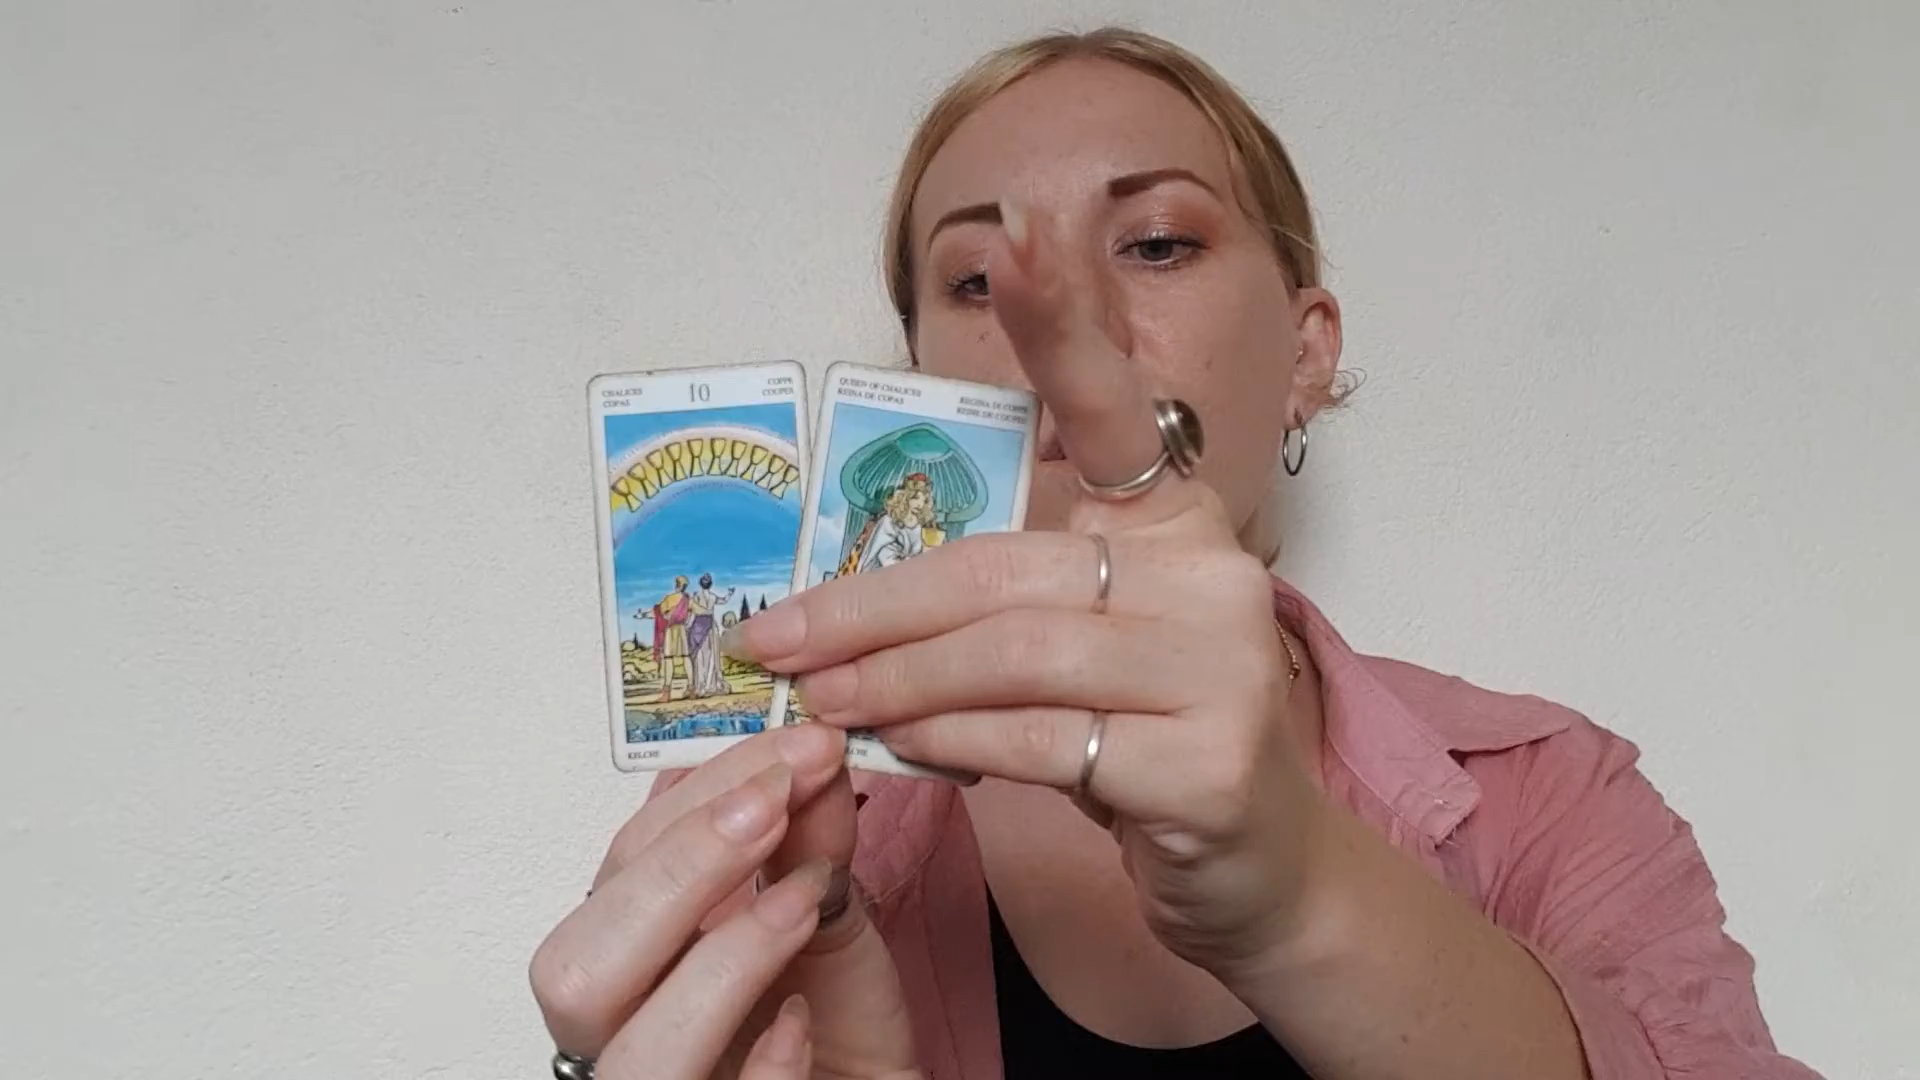 CHALICES
COPAS
10
COPPE
COUPES
KELCHE
QUEEN OF CHALICES
REINA DE COPAS
REGINA DI COPPE
REINE DE COUPES